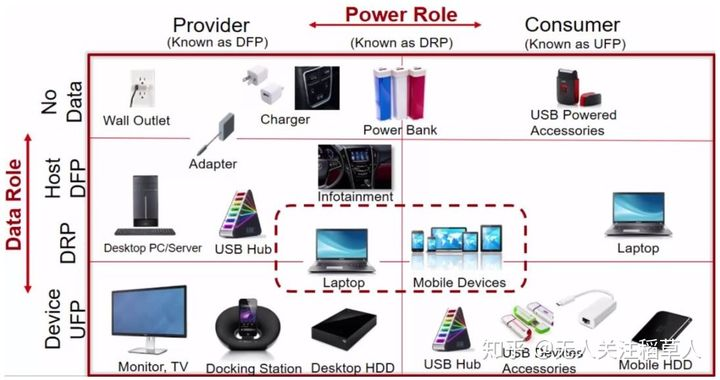 Power Role
Provider
(Known as DFP)
(Known as DRP)
Consumer
(Known as UFP)
Data Role
No
Data
Wall Outlet
Charger
Power Bank
USB Powered
Accessories
Adapter
Host
DFP
Infotainment
DRP
Desktop PC/Server
USB Hub
Laptop
Mobile Devices
Laptop
Device
UFP
Monitor, TV
Docking Station
Desktop HDD
USB Hub
USB Devices
Accessories
Mobile HDD
知乎 @无人关注稻草人